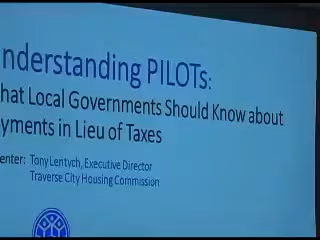 nderstanding PILOTs:
hat Local Governments Should Know about
yments in Lieu of Taxes
enter: Tony Lentych, Executive Director
Traverse City Housing Commission